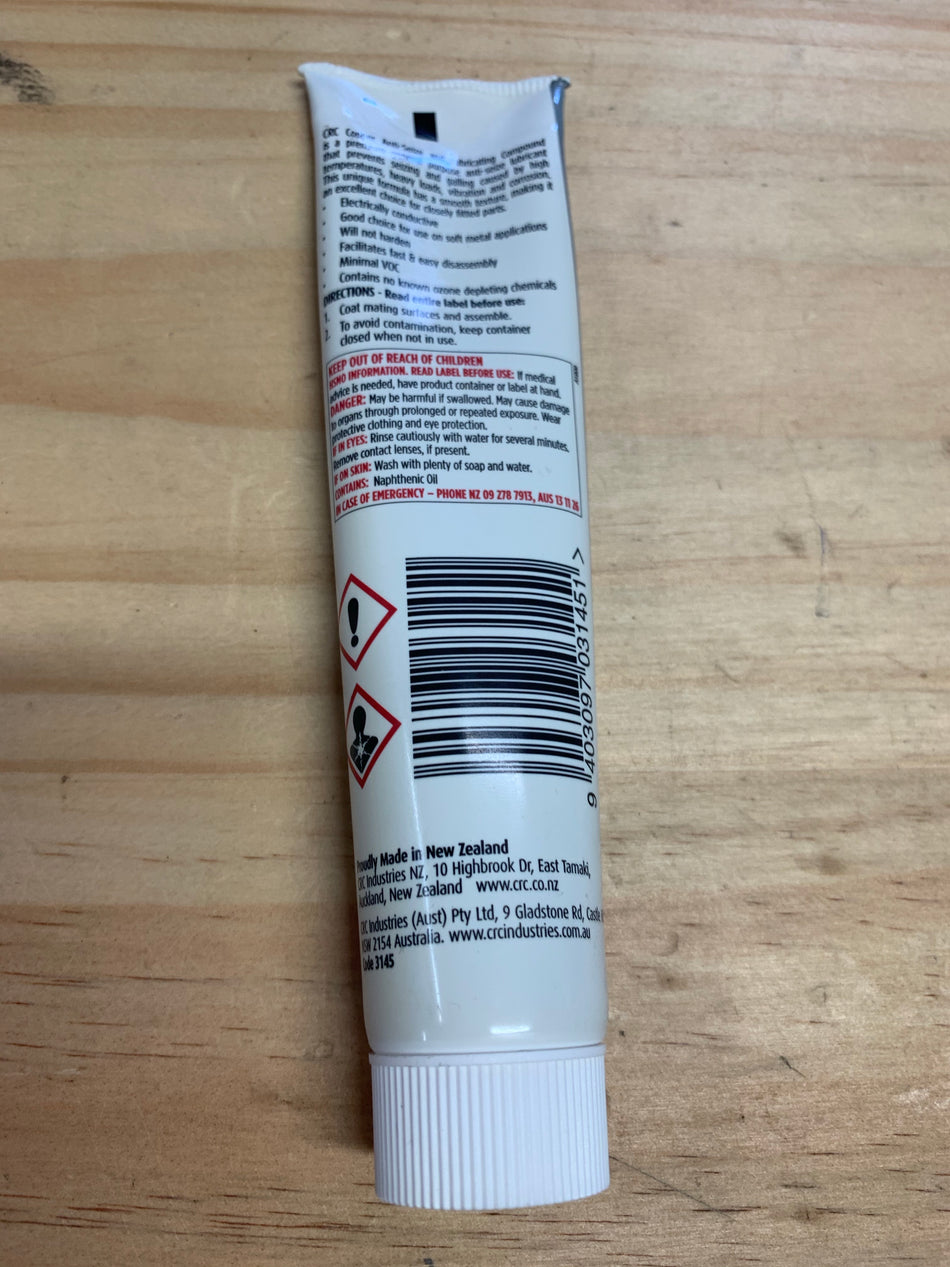 CRC Copper Anti-Seize and Lubricating Compound
is a premium, purpose anti-seize lubricant
that prevents seizing and galling caused by high
temperatures, heavy loads, vibration and corrosion.
This unique formula has a smooth texture, making it
an excellent choice for closely fitted parts.
• Electrically conductive
• Good choice for use on soft metal applications
• Will not harden
• Facilitates fast & easy disassembly
• Minimal VOC
• Contains no known ozone depleting chemicals
DIRECTIONS - Read entire label before use:
1. Coat mating surfaces and assemble.
2. To avoid contamination, keep container
closed when not in use.
KEEP OUT OF REACH OF CHILDREN
HSNO INFORMATION. READ LABEL BEFORE USE: If medical
advice is needed, have product container or label at hand.
DANGER: May be harmful if swallowed. May cause damage
to organs through prolonged or repeated exposure. Wear
protective clothing and eye protection.
IF IN EYES: Rinse cautiously with water for several minutes.
Remove contact lenses, if present.
IF ON SKIN: Wash with plenty of soap and water.
CONTAINS: Naphthenic Oil
IN CASE OF EMERGENCY – PHONE NZ 09 278 7913, AUS 13 11 26
9 403097 031451 >
Proudly Made in New Zealand
CRC Industries NZ, 10 Highbrook Dr, East Tamaki,
Auckland, New Zealand www.crc.co.nz
CRC Industries (Aust) Pty Ltd, 9 Gladstone Rd, Castle
NSW 2154 Australia. www.crcindustries.com.au
Code 3145